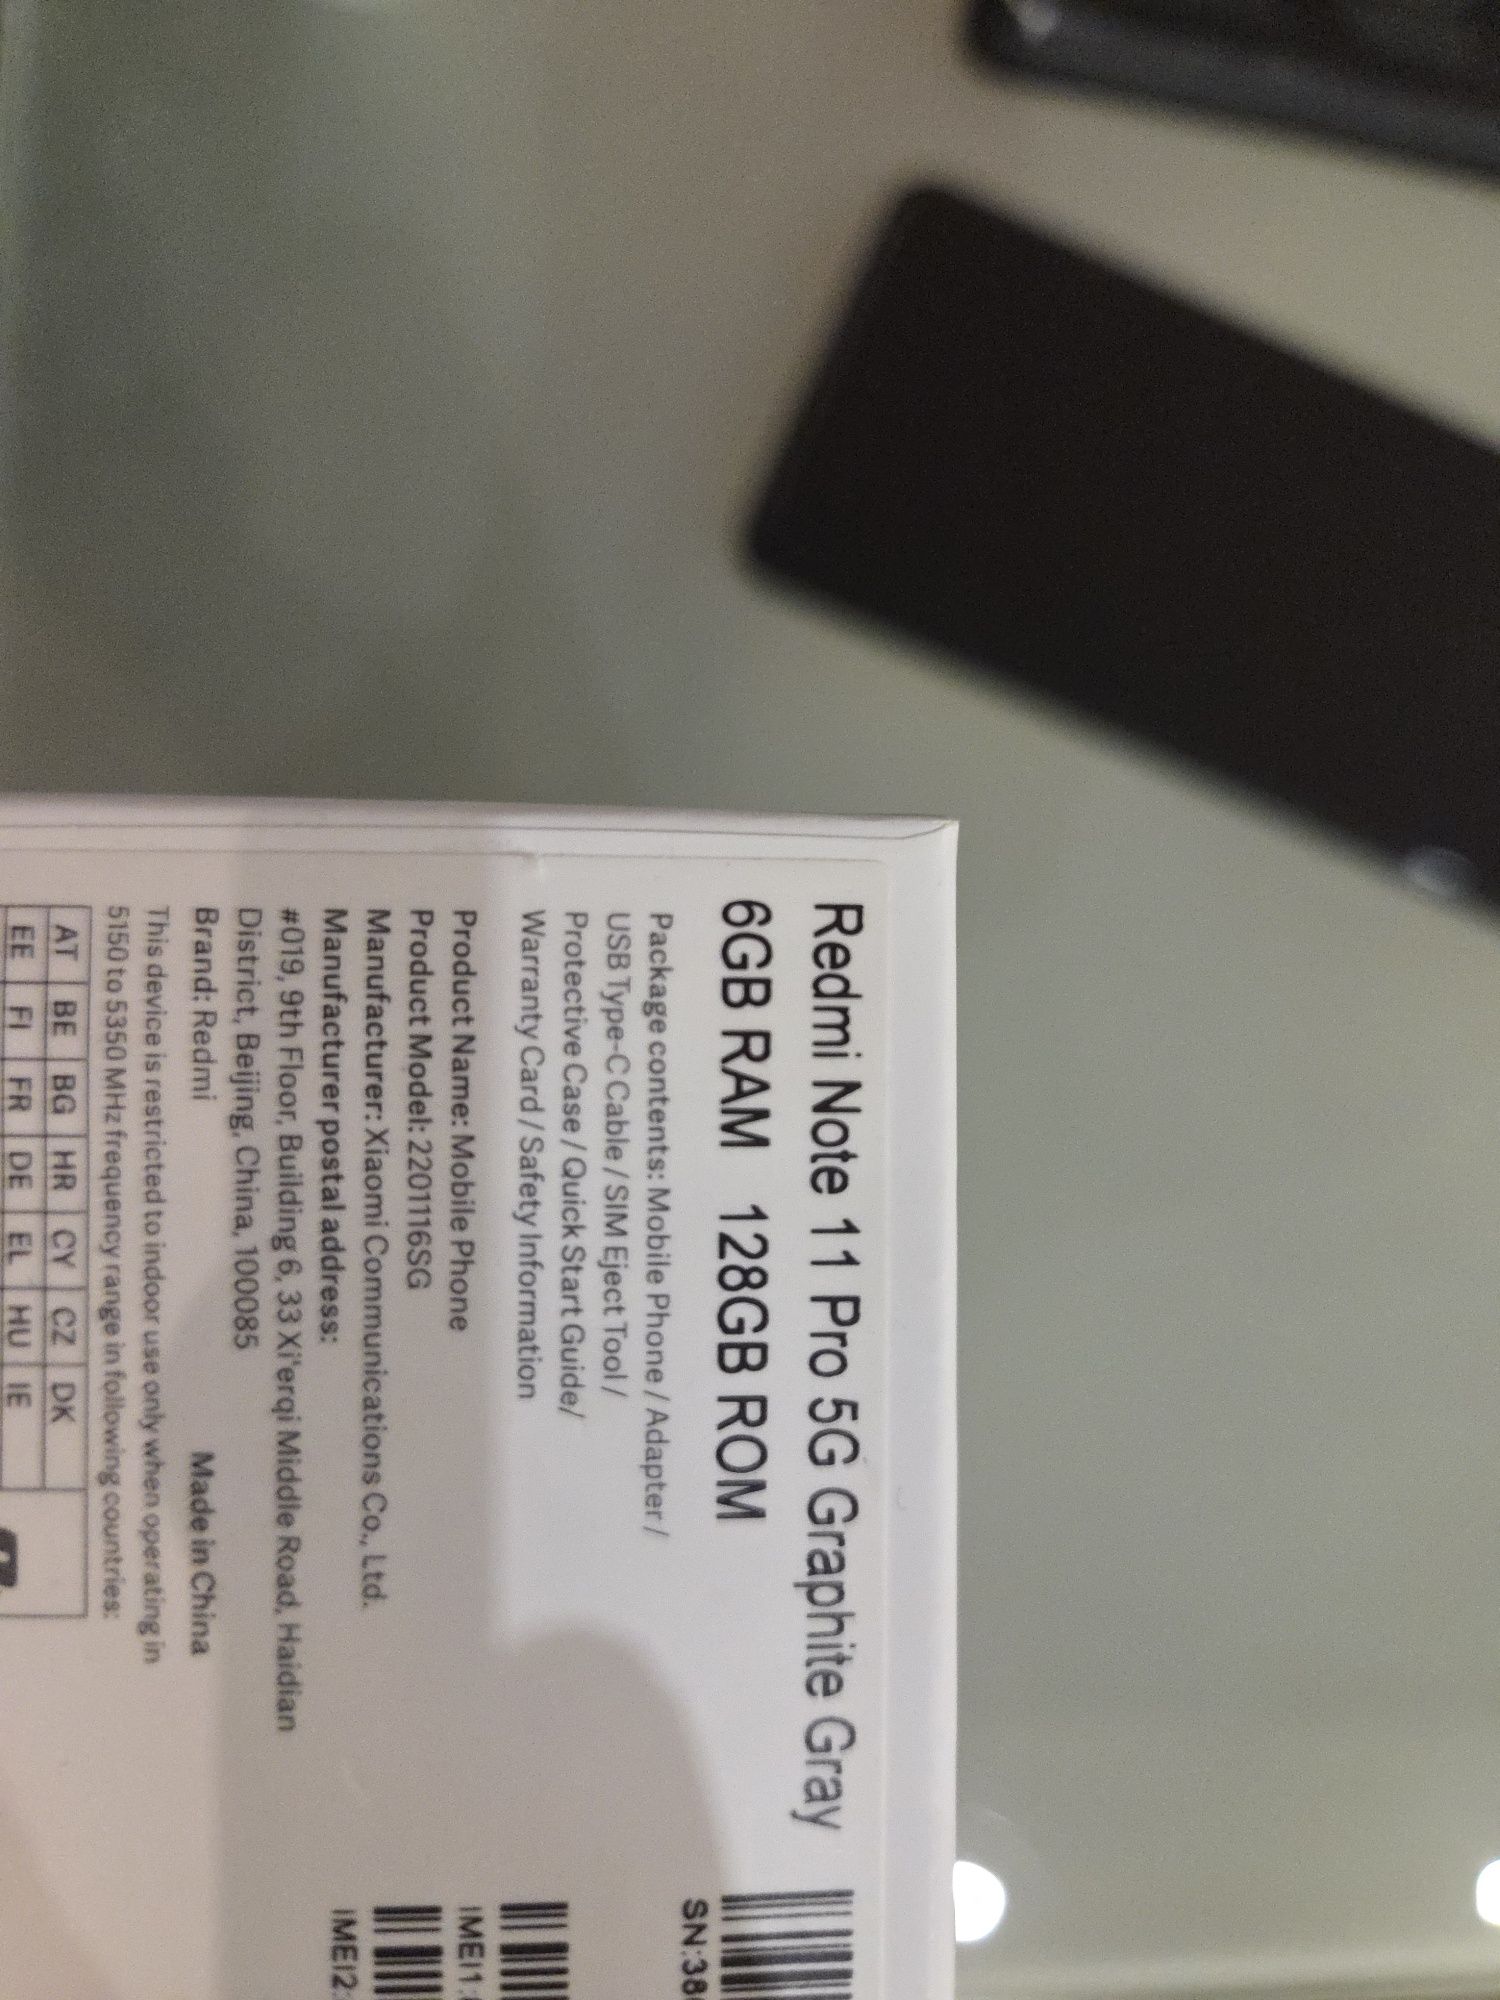 Redmi Note 11 Pro 5G Graphite Gray
6GB RAM 128GB ROM
Package contents: Mobile Phone / Adapter /
USB Type-C Cable / SIM Eject Tool /
Protective Case / Quick Start Guide/
Warranty Card / Safety Information
Product Name: Mobile Phone
Product Model: 2201116SG
Manufacturer: Xiaomi Communications Co., Ltd.
Manufacturer postal address:
#019, 9th Floor, Building 6, 33 Xi'erqi Middle Road, Haidian
District, Beijing, China, 100085
Brand: Redmi Made in China
This device is restricted to indoor use only when operating in
5150 to 5350 MHz frequency range in following countries:
AT BE BG HR CY CZ DK
EE FI FR DE EL HU IE
SN:38
IMEI1:
IMEI2: